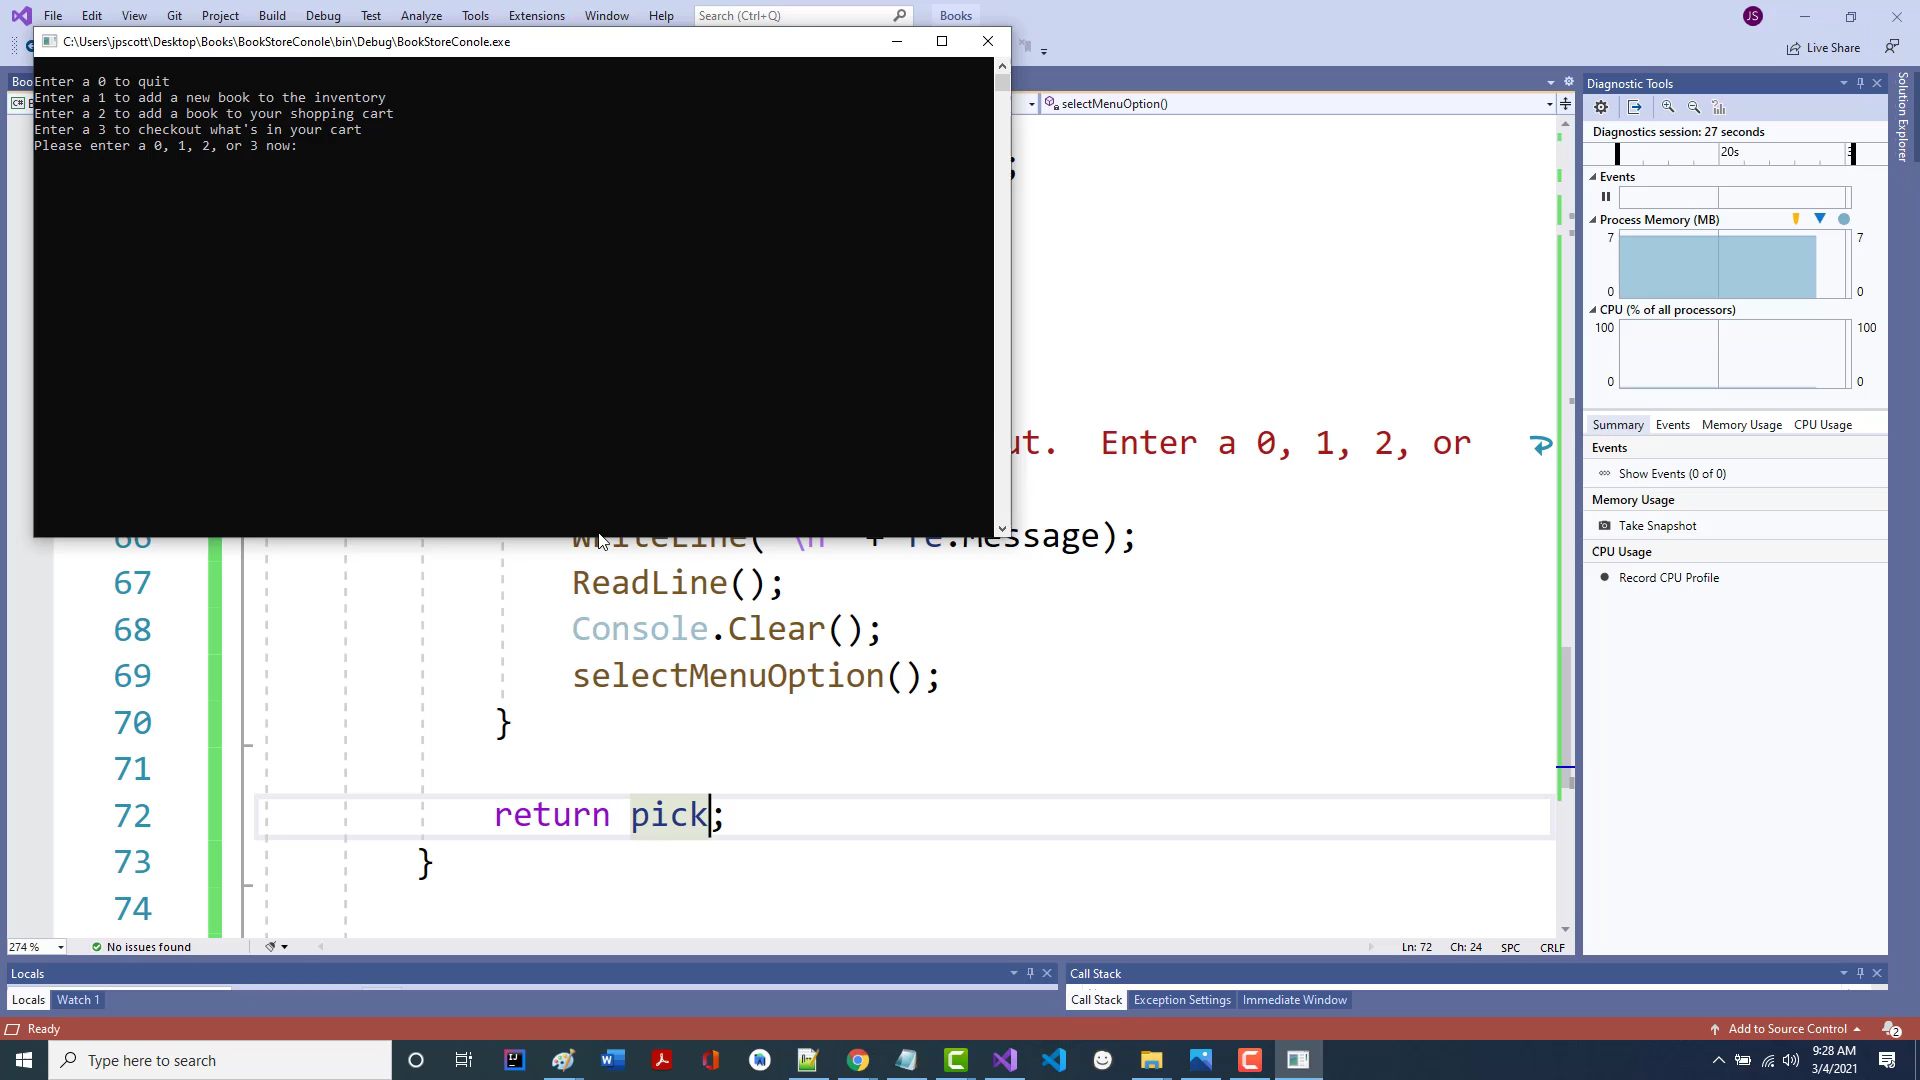 File Edit View Git Project Build Debug Test Analyze Tools Extensions Window Help Search (Ctrl+Q) Books JS
C:\Users\jpscott\Desktop\Books\BookStoreConole\bin\Debug\BookStoreConole.exe
Live Share
Enter a 0 to quit
Enter a 1 to add a new book to the inventory
Enter a 2 to add a book to your shopping cart
Enter a 3 to checkout what's in your cart
Please enter a 0, 1, 2, or 3 now:
selectMenuOption()
;
ut.  Enter a 0, 1, 2, or
66 WriteLine("\n" + fe.Message);
67 ReadLine();
68 Console.Clear();
69 selectMenuOption();
70 }
71
72 return pick;
73 }
74
274 % No issues found Ln: 72 Ch: 24 SPC CRLF
Diagnostic Tools
Diagnostics session: 27 seconds
20s
Events
Process Memory (MB)
7 7
0 0
CPU (% of all processors)
100 100
0 0
Summary Events Memory Usage CPU Usage
Events
Show Events (0 of 0)
Memory Usage
Take Snapshot
CPU Usage
Record CPU Profile
Solution Explorer
Locals
Locals Watch 1
Call Stack
Call Stack Exception Settings Immediate Window
Ready
Add to Source Control
2
Type here to search
9:28 AM
3/4/2021